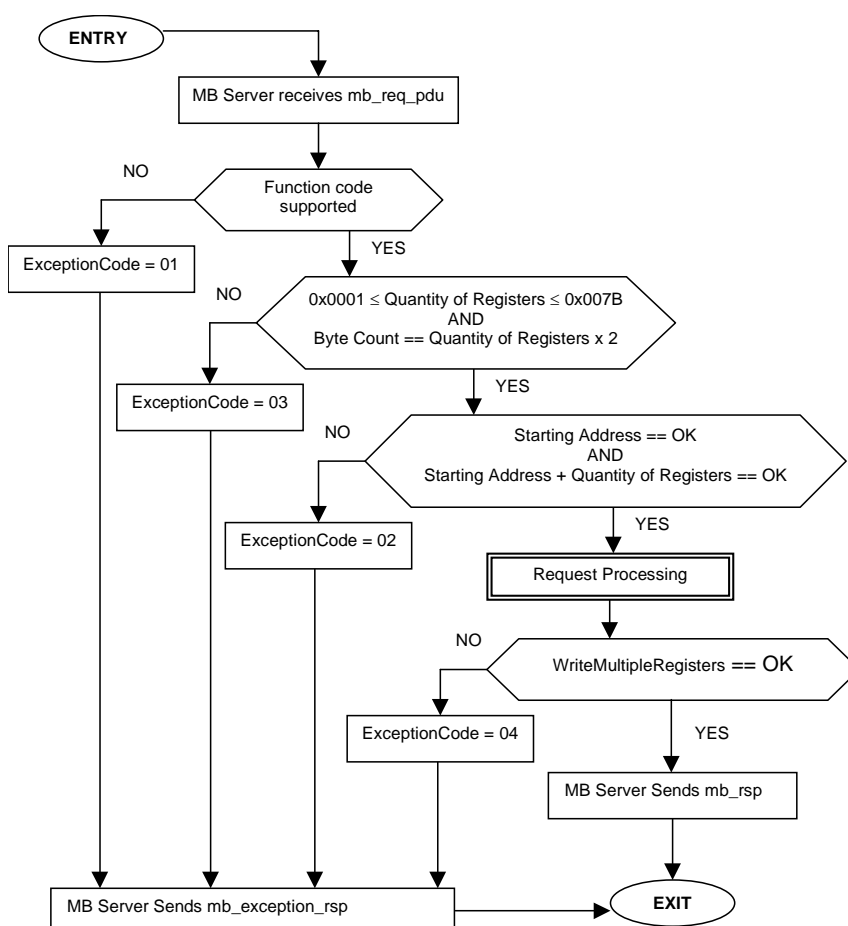 ENTRY
MB Server receives mb_req_pdu
NO
Function code
supported
YES
ExceptionCode = 01
NO
0x0001 ≤ Quantity of Registers ≤ 0x007B
AND
Byte Count == Quantity of Registers x 2
YES
ExceptionCode = 03
NO
Starting Address == OK
AND
Starting Address + Quantity of Registers == OK
YES
ExceptionCode = 02
Request Processing
NO
WriteMultipleRegisters == OK
YES
ExceptionCode = 04
MB Server Sends mb_rsp
MB Server Sends mb_exception_rsp
EXIT